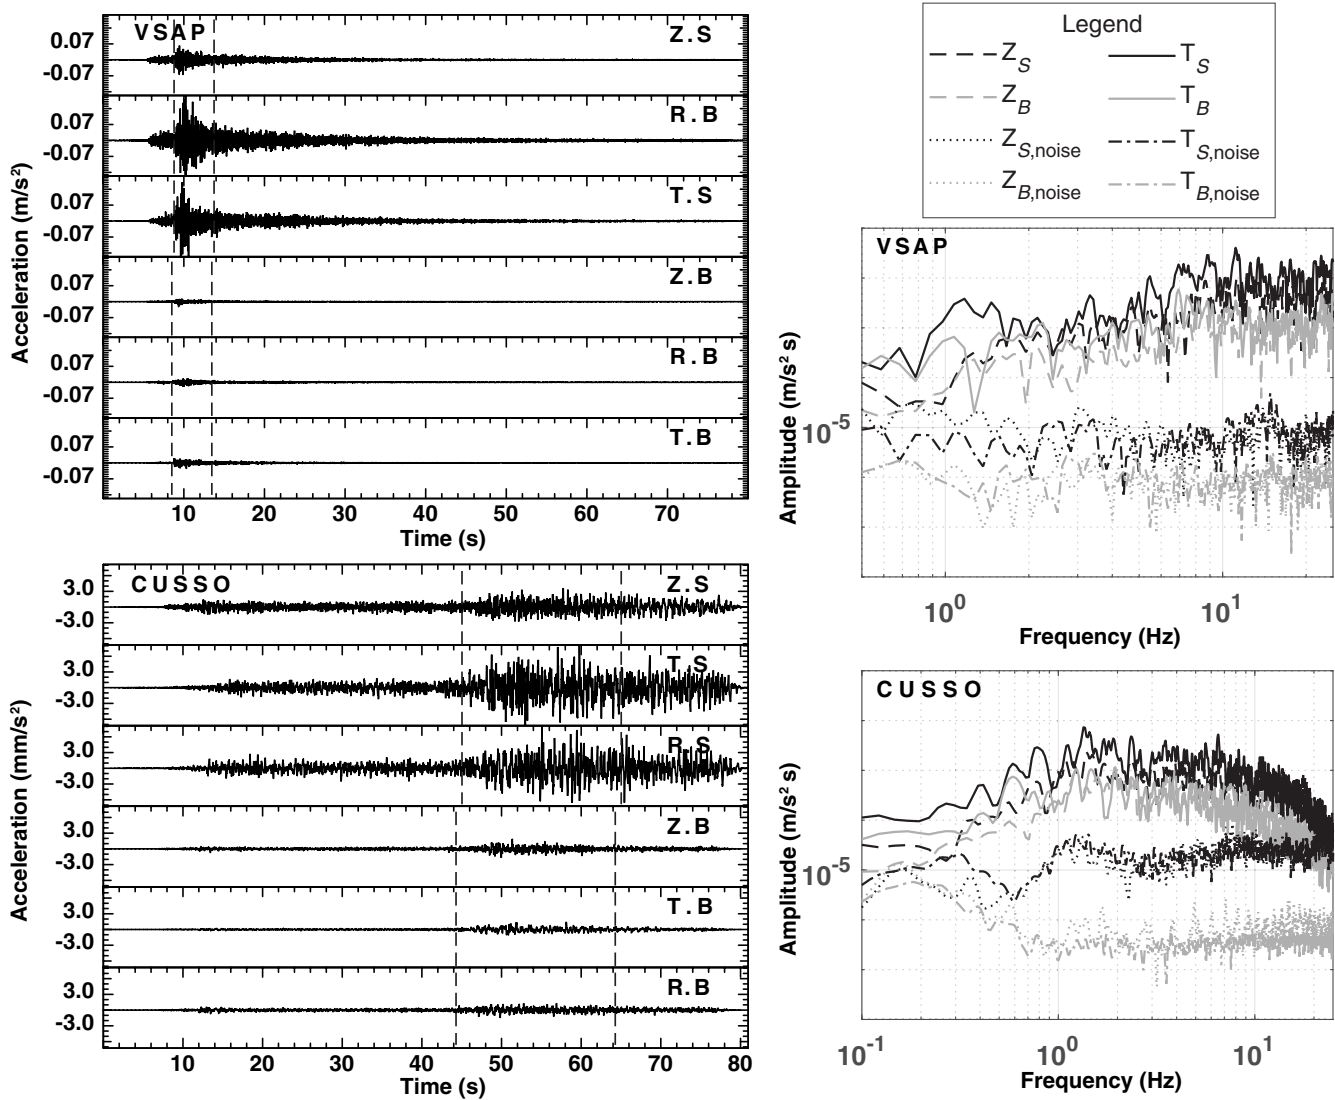 VSAP
Z.S
0.07
-0.07
R.B
0.07
-0.07
T.S
0.07
-0.07
Z.B
0.07
-0.07
R.B
0.07
-0.07
T.B
0.07
-0.07
Acceleration (m/s²)
10 20 30 40 50 60 70
Time (s)
CUSSO
Z.S
3.0
-3.0
T.S
3.0
-3.0
R.S
3.0
-3.0
Z.B
3.0
-3.0
T.B
3.0
-3.0
R.B
3.0
-3.0
Acceleration (mm/s²)
10 20 30 40 50 60 70 80
Time (s)
Legend
Z_S T_S
Z_B T_B
Z_S,noise T_S,noise
Z_B,noise T_B,noise
VSAP
Amplitude (m/s² s)
10^-5
10^0 10^1
Frequency (Hz)
CUSSO
Amplitude (m/s² s)
10^-5
10^-1 10^0 10^1
Frequency (Hz)